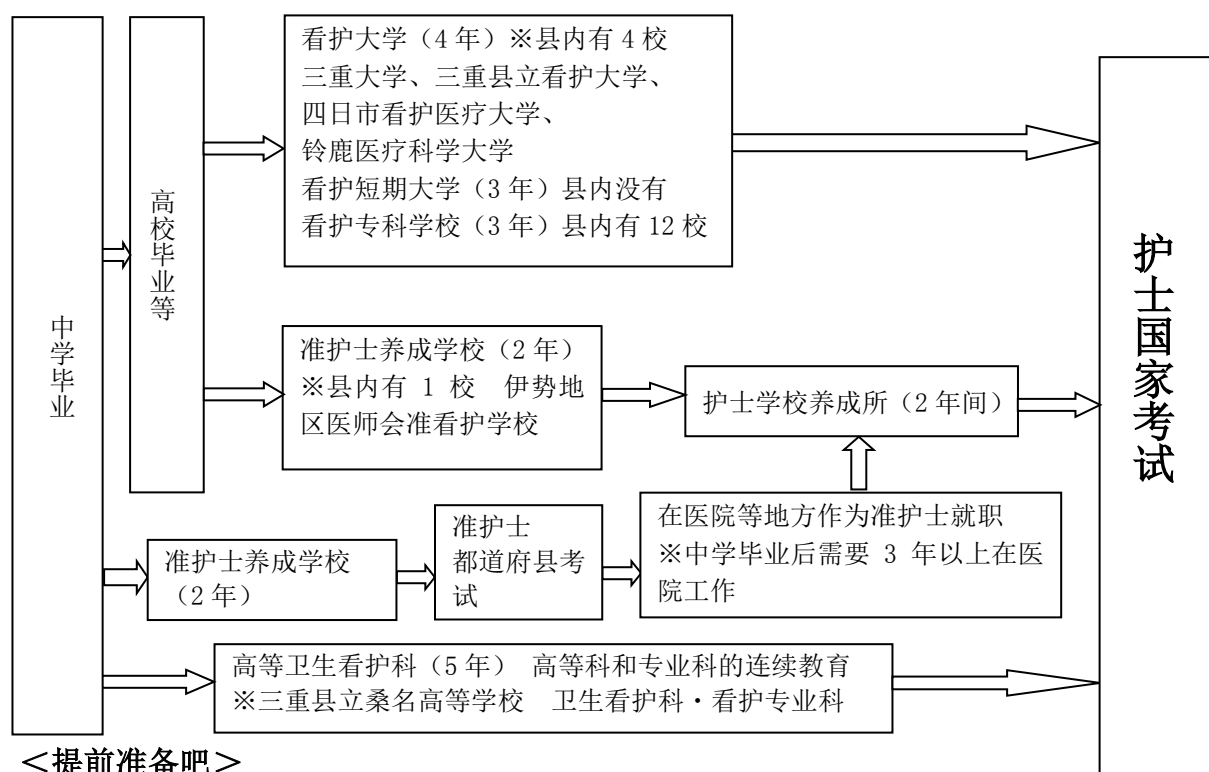 中学毕业
高校毕业等
看护大学（4 年）※县内有 4 校
三重大学、三重县立看护大学、
四日市看护医疗大学、
铃鹿医疗科学大学
看护短期大学（3 年）县内没有
看护专科学校（3 年）县内有 12 校
准护士养成学校（2 年）
※县内有 1 校　伊势地
区医师会准看护学校
护士学校养成所（2 年间）
准护士养成学校
（2 年）
准护士
都道府县考
试
在医院等地方作为准护士就职
※中学毕业后需要 3 年以上在医
院工作
高等卫生看护科（5 年） 高等科和专业科的连续教育
※三重县立桑名高等学校　卫生看护科・看护专业科
护士国家考试
＜提前准备吧＞